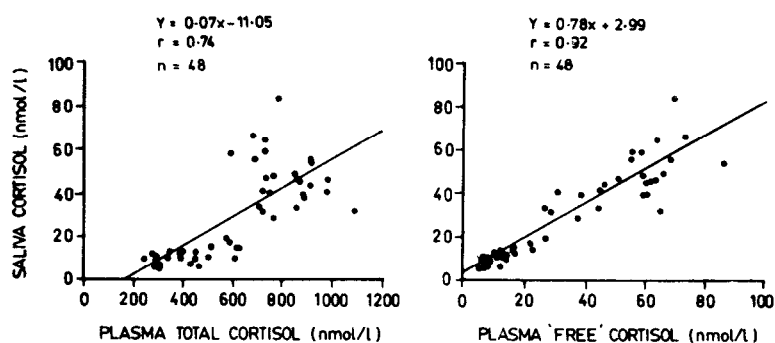 Y = 0·07x-11·05
r = 0·74
n = 48
100
80
60
40
20
0
SALIVA CORTISOL (nmol/l)
0 200 400 600 800 1000 1200
PLASMA TOTAL CORTISOL (nmol/l)
Y = 0.78x + 2.99
r = 0·92
n = 48
100
80
60
40
20
0
0 20 40 60 80 100
PLASMA 'FREE' CORTISOL (nmol/l)